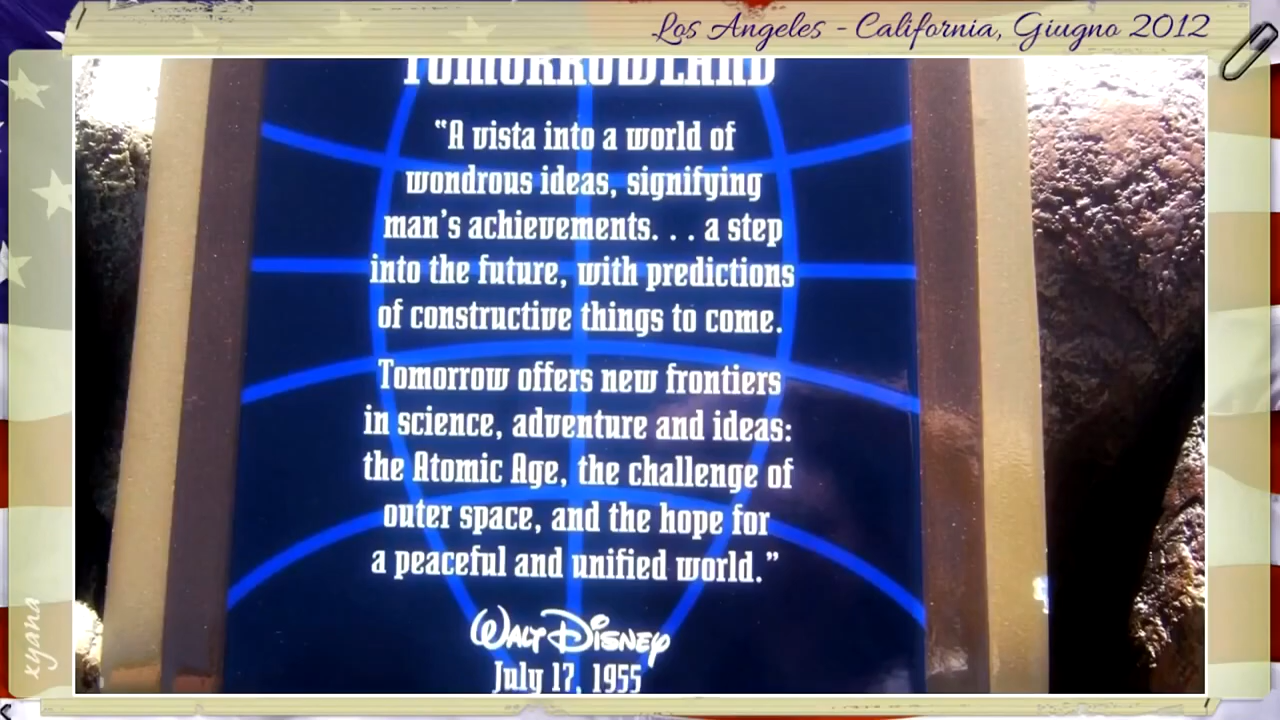 Los Angeles - California, Giugno 2012
TOMORROWLAND
“A vista into a world of
wondrous ideas, signifying
man's achievements. . . a step
into the future, with predictions
of constructive things to come.
Tomorrow offers new frontiers
in science, adventure and ideas:
the Atomic Age, the challenge of
outer space, and the hope for
a peaceful and unified world.”
WALT DISNEY
July 17, 1955
xyana